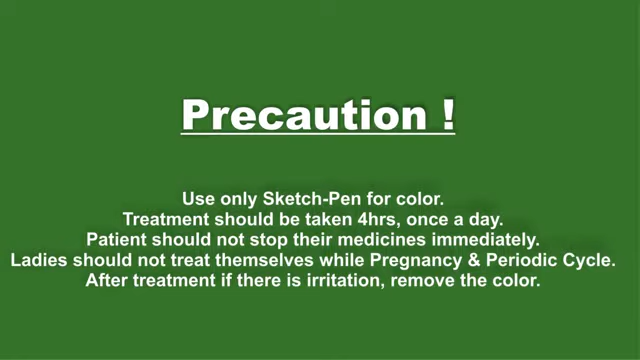 Precaution !
Use only Sketch-Pen for color.
Treatment should be taken 4hrs, once a day.
Patient should not stop their medicines immediately.
Ladies should not treat themselves while Pregnancy & Periodic Cycle.
After treatment if there is irritation, remove the color.